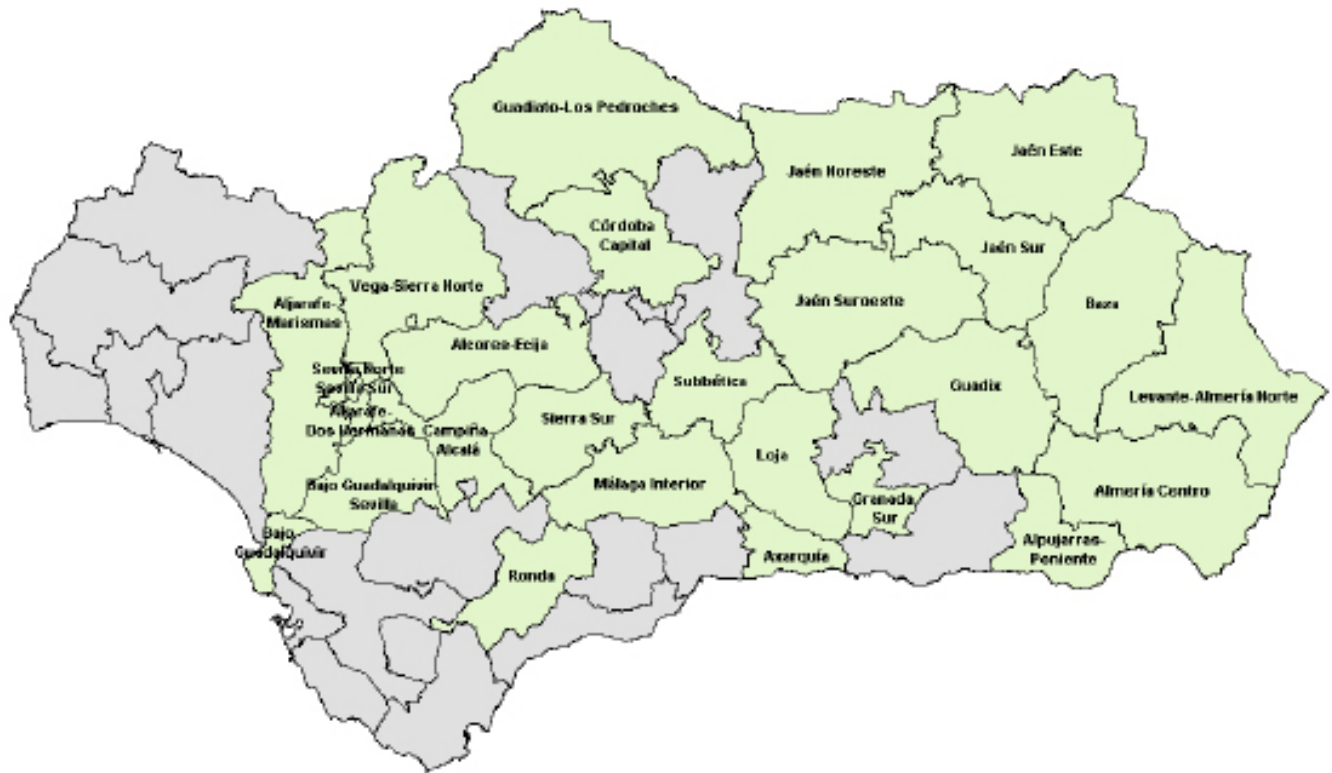 Guadiato-Los Pedroches
Jaén Este
Jaén Noreste
Córdoba
Capital
Jaén Sur
Vega-Sierra Norte
Aljarafe-
Marismas
Jaén Suroeste
Baza
Alcores-Ecija
Sevilla Norte
Sevilla Sur
Subbética
Guadix
Levante-Almería Norte
Aljarafe-
Dos Hermanas
Campiña
Alcalá
Sierra Sur
Loja
Bajo Guadalquivir
Sevilla
Málaga Interior
Almería Centro
Granada
Sur
Bajo
Guadalquivir
Axarquía
Alpujarras-
Poniente
Ronda